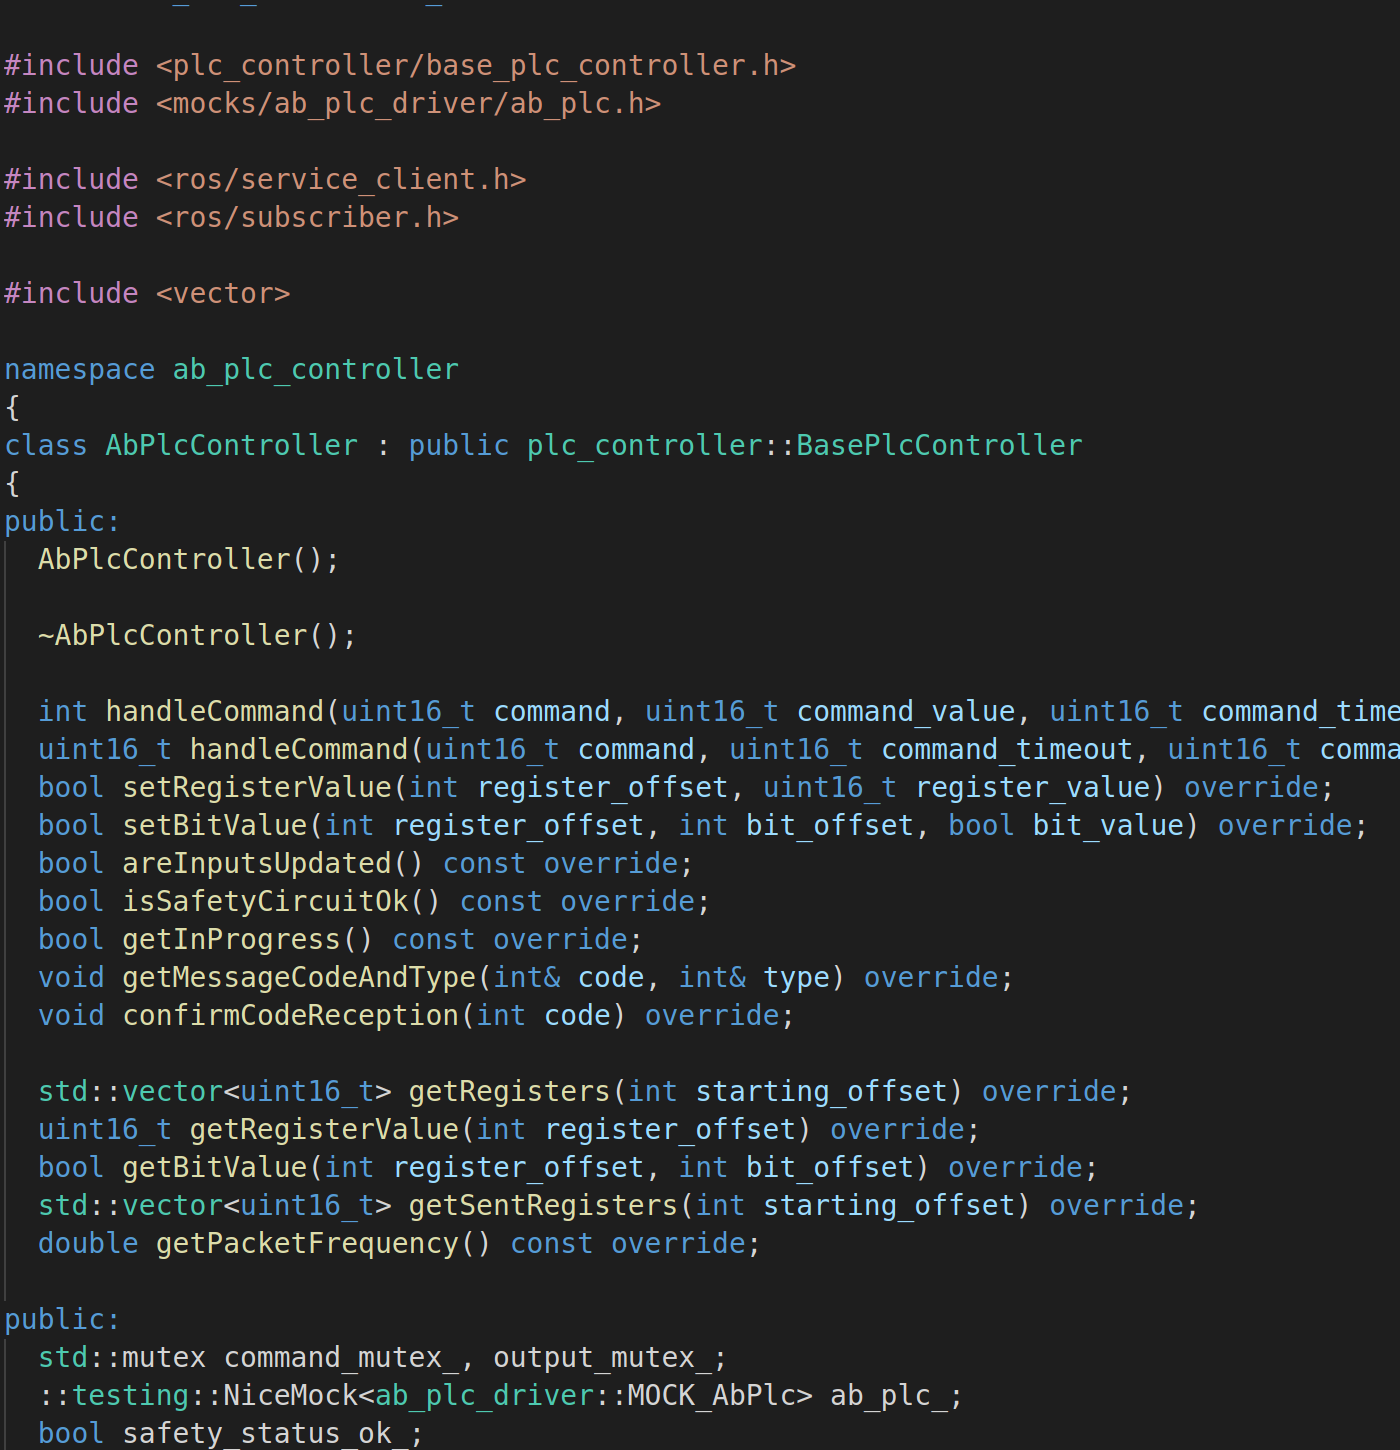 #include <plc_controller/base_plc_controller.h>
#include <mocks/ab_plc_driver/ab_plc.h>
#include <ros/service_client.h>
#include <ros/subscriber.h>
#include <vector>
namespace ab_plc_controller
{
class AbPlcController : public plc_controller::BasePlcController
{
public:
  AbPlcController();
  ~AbPlcController();
  int handleCommand(uint16_t command, uint16_t command_value, uint16_t command_time
  uint16_t handleCommand(uint16_t command, uint16_t command_timeout, uint16_t comma
  bool setRegisterValue(int register_offset, uint16_t register_value) override;
  bool setBitValue(int register_offset, int bit_offset, bool bit_value) override;
  bool areInputsUpdated() const override;
  bool isSafetyCircuitOk() const override;
  bool getInProgress() const override;
  void getMessageCodeAndType(int& code, int& type) override;
  void confirmCodeReception(int code) override;
  std::vector<uint16_t> getRegisters(int starting_offset) override;
  uint16_t getRegisterValue(int register_offset) override;
  bool getBitValue(int register_offset, int bit_offset) override;
  std::vector<uint16_t> getSentRegisters(int starting_offset) override;
  double getPacketFrequency() const override;
public:
  std::mutex command_mutex_, output_mutex_;
  ::testing::NiceMock<ab_plc_driver::MOCK_AbPlc> ab_plc_;
  bool safety_status_ok_;